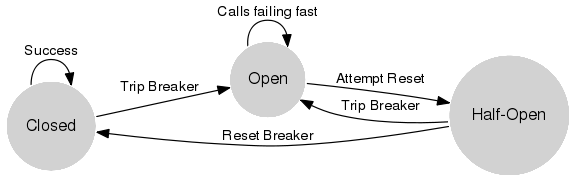 Calls failing fast
Success
Open
Attempt Reset
Trip Breaker
Trip Breaker
Half-Open
Closed
Reset Breaker